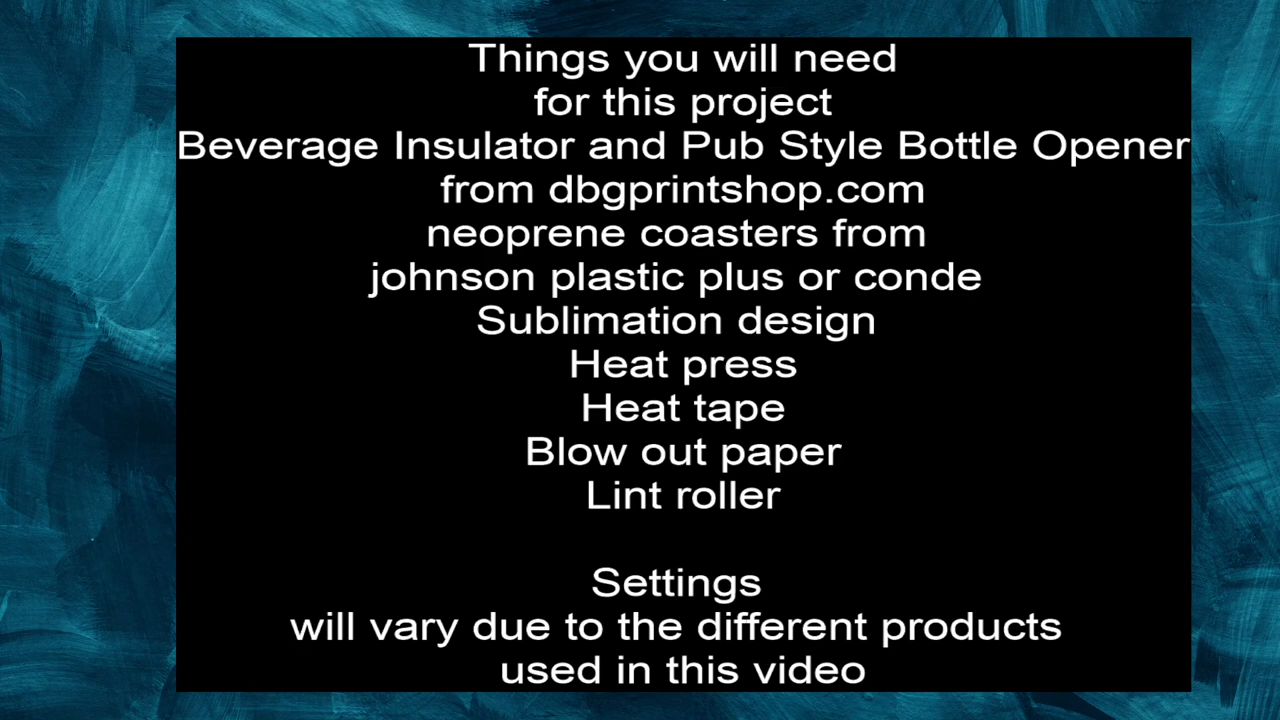 Things you will need
for this project
Beverage Insulator and Pub Style Bottle Opener
from dbgprintshop.com
neoprene coasters from
johnson plastic plus or conde
Sublimation design
Heat press
Heat tape
Blow out paper
Lint roller
Settings
will vary due to the different products
used in this video